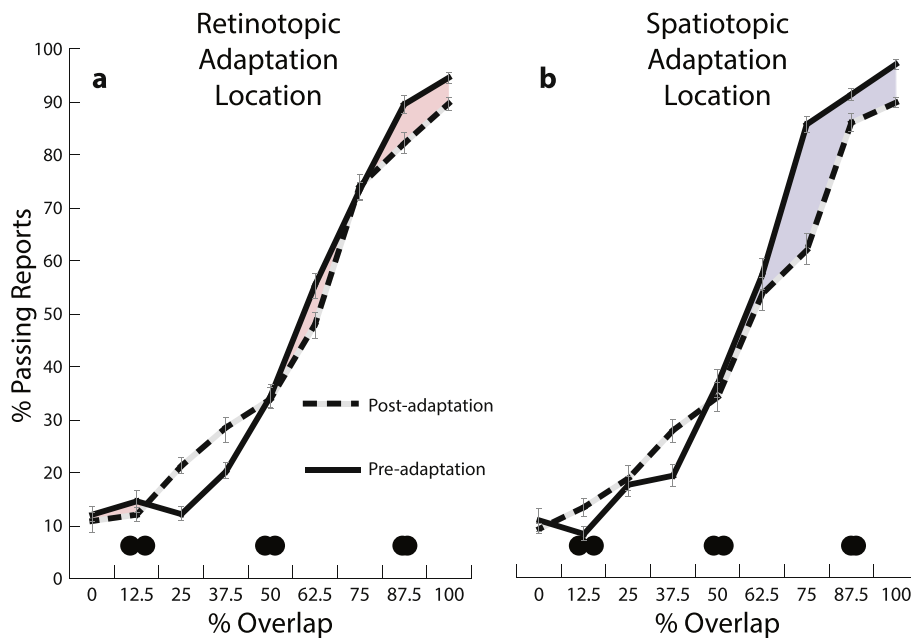 Retinotopic
Adaptation
Location
Spatiotopic
Adaptation
Location
a
b
% Passing Reports
100
90
80
70
60
50
40
30
20
10
0
Post-adaptation
Pre-adaptation
0 12.5 25 37.5 50 62.5 75 87.5 100
0 12.5 25 37.5 50 62.5 75 87.5 100
% Overlap
% Overlap